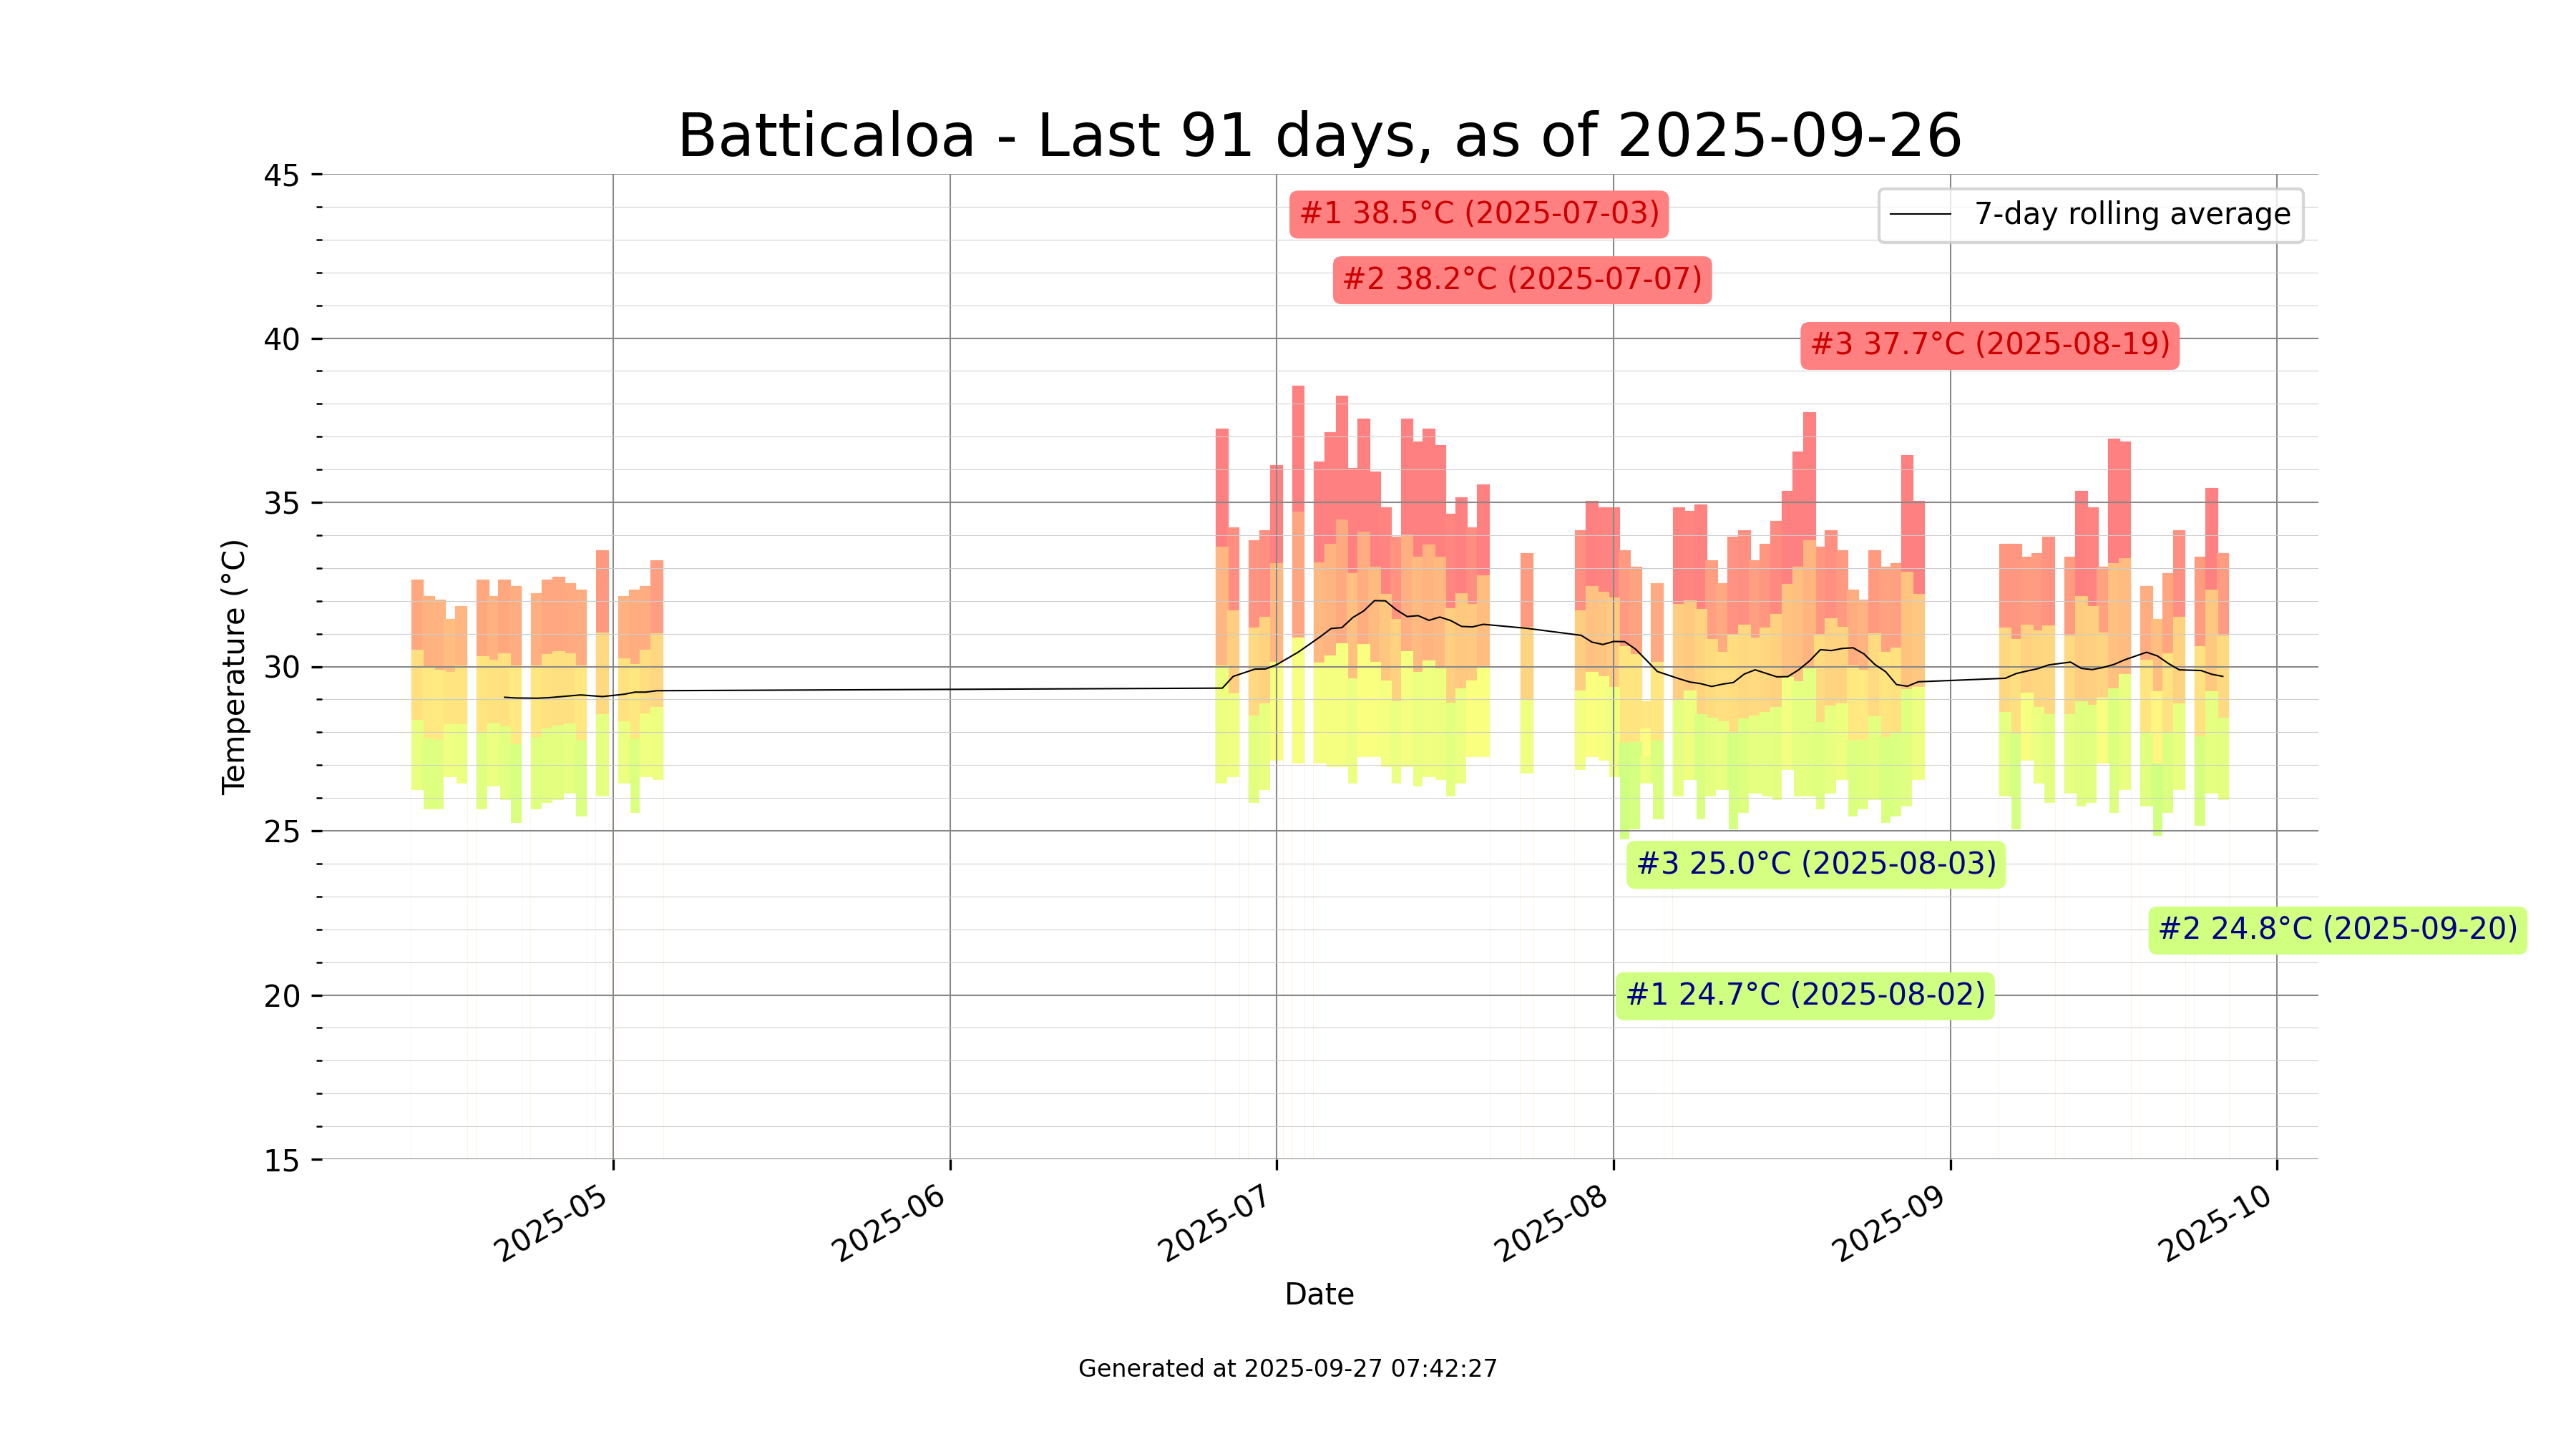 Batticaloa - Last 91 days, as of 2025-09-26
45
#1 38.5°C (2025-07-03)
7-day rolling average
#2 38.2°C (2025-07-07)
40
#3 37.7°C (2025-08-19)
35
30
Temperature (°C)
25
#3 25.0°C (2025-08-03)
#2 24.8°C (2025-09-20)
20
#1 24.7°C (2025-08-02)
15
2025-05
2025-06
2025-07
2025-08
2025-09
2025-10
Date
Generated at 2025-09-27 07:42:27